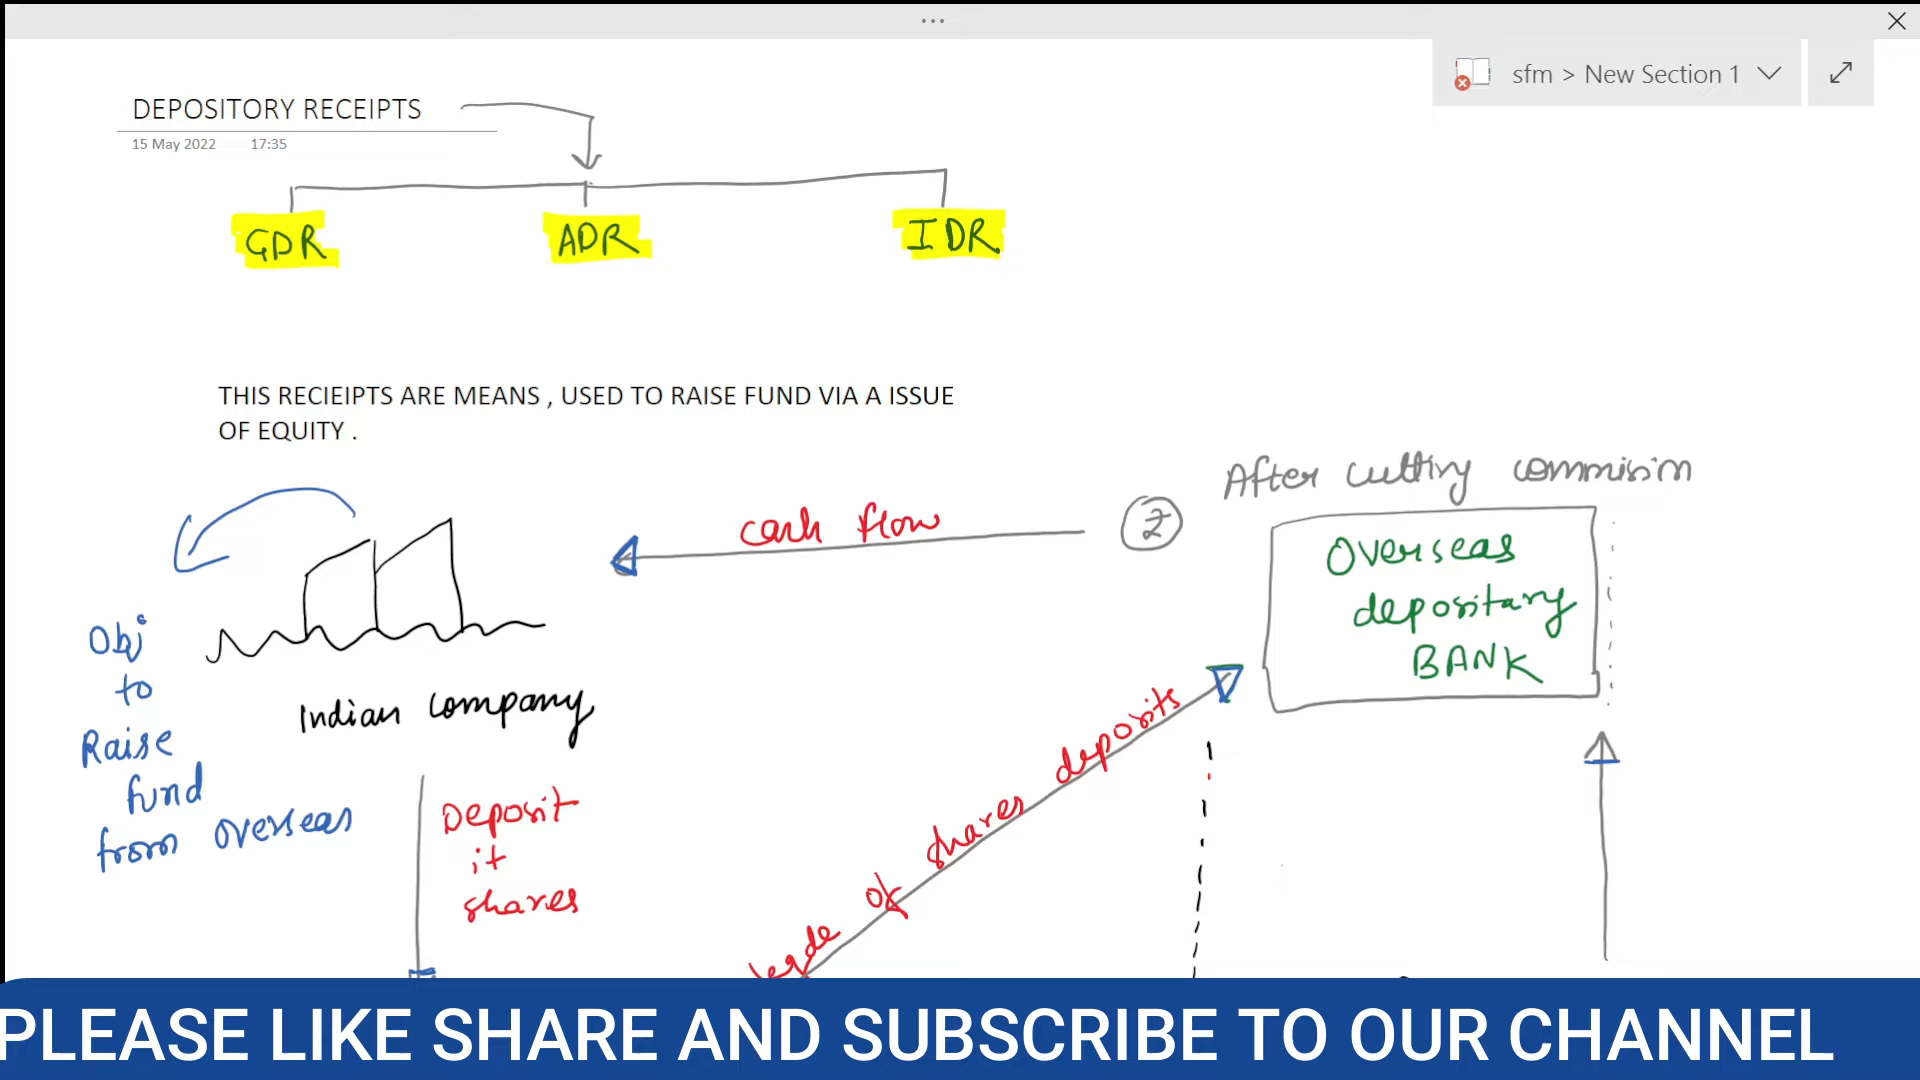 sfm > New Section 1
DEPOSITORY RECEIPTS
15 May 2022 17:35
GDR ADR IDR
THIS RECIEIPTS ARE MEANS , USED TO RAISE FUND VIA A ISSUE
OF EQUITY .
After cutting commision
cash flow
2
Overseas
depositary
BANK
Obj
to
Raise
fund
from overseas
Indian company
Deposit
it
shares
of shares deposits
PLEASE LIKE SHARE AND SUBSCRIBE TO OUR CHANNEL